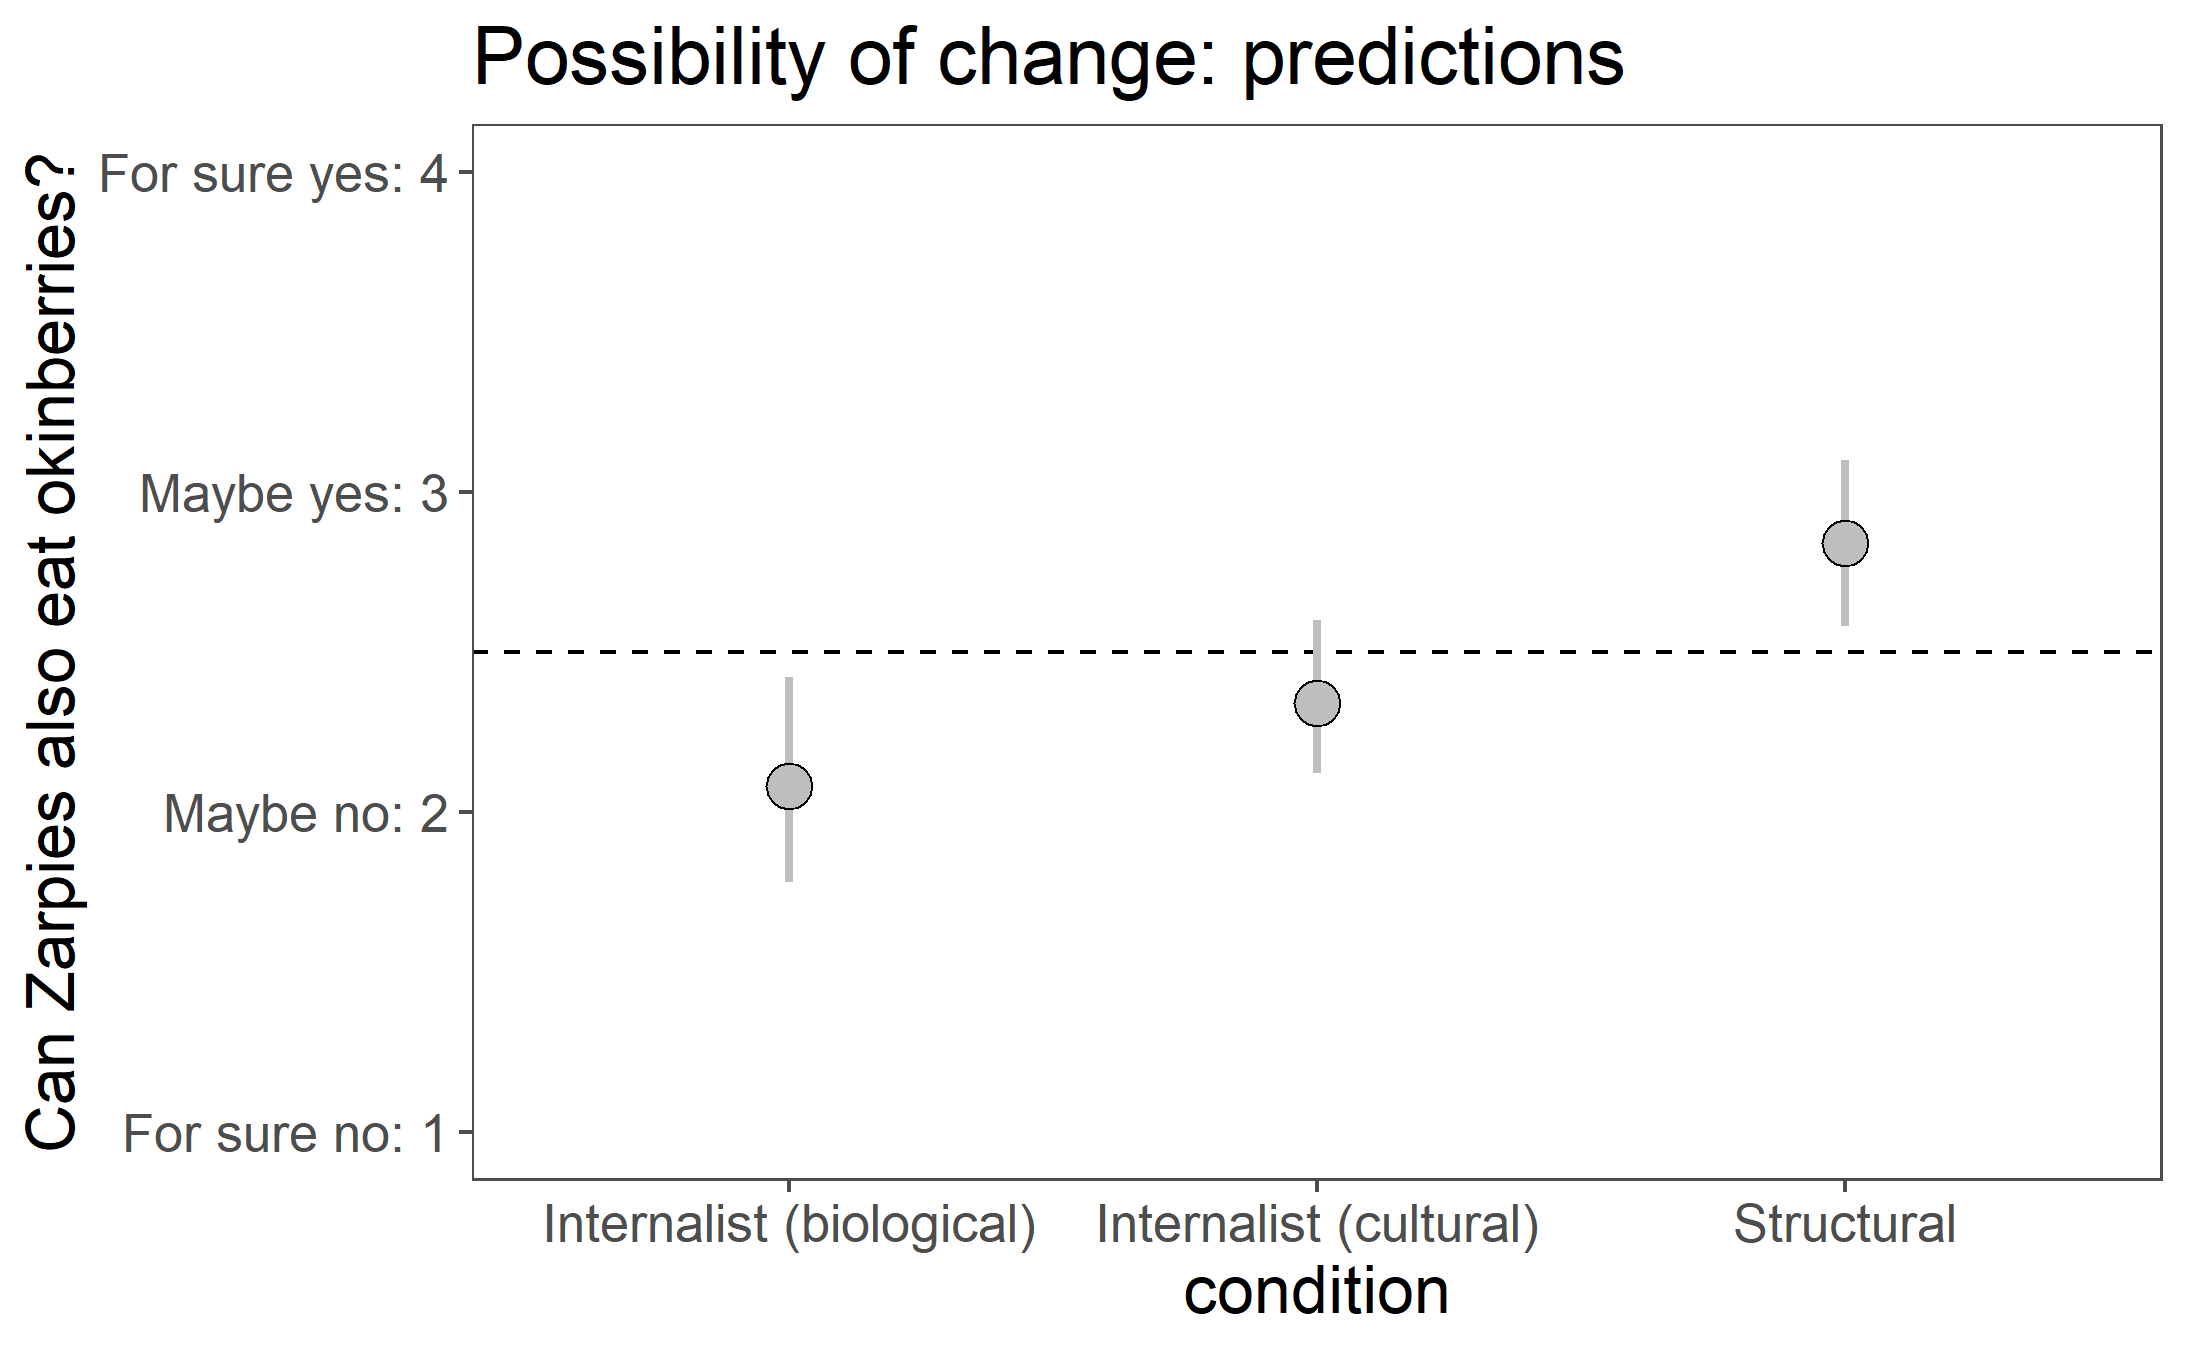 Possibility of change: predictions
Can Zarpies also eat okinberries?
For sure yes: 4
Maybe yes: 3
Maybe no: 2
For sure no: 1
Internalist (biological)
Internalist (cultural)
Structural
condition